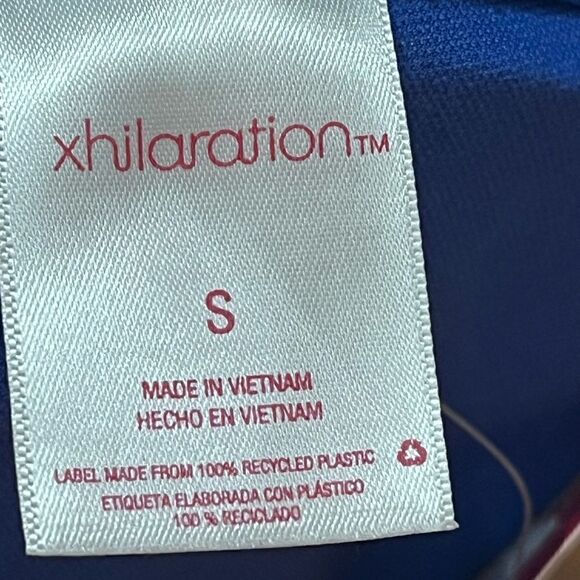 xhilaration™
S
MADE IN VIETNAM
HECHO EN VIETNAM
LABEL MADE FROM 100% RECYCLED PLASTIC
ETIQUETA ELABORADA CON PLÁSTICO
100 % RECICLADO